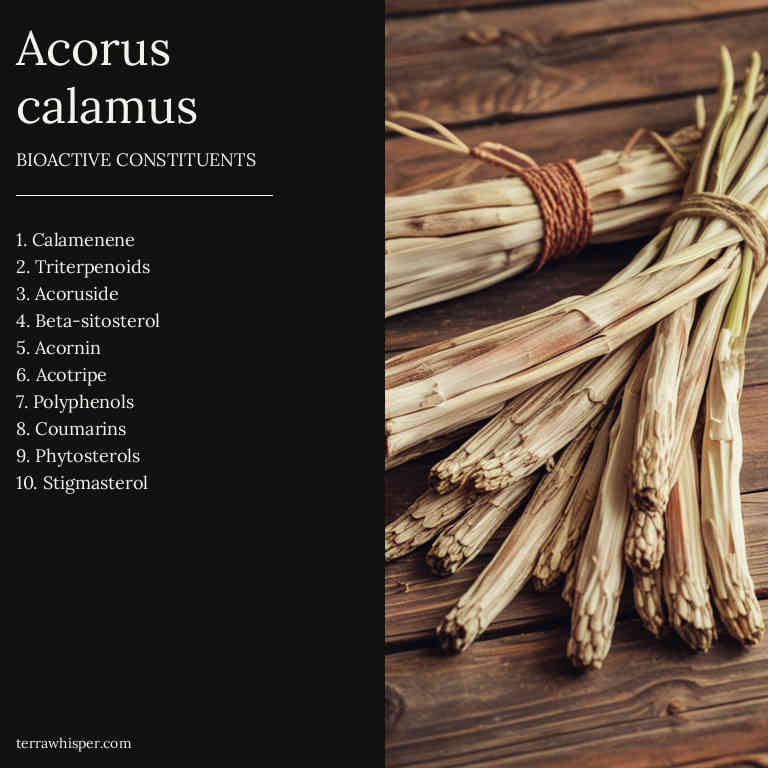 Acorus
calamus
BIOACTIVE CONSTITUENTS
1. Calamenene
2. Triterpenoids
3. Acoruside
4. Beta-sitosterol
5. Acornin
6. Acotripe
7. Polyphenols
8. Coumarins
9. Phytosterols
10. Stigmasterol
terrawhisper.com